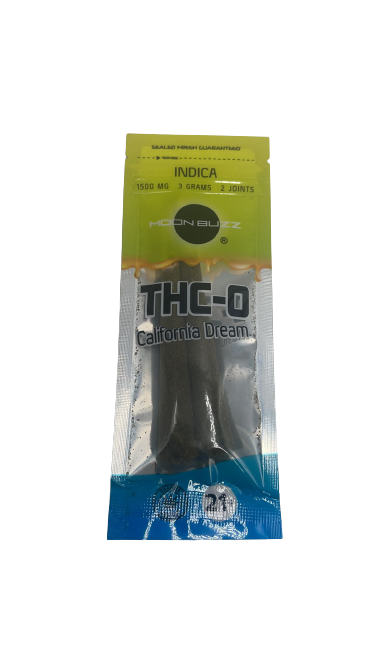 SEALED FRESH GUARANTEED
INDICA
1500 MG 3 GRAMS 2 JOINTS
MOON BUZZ
®
THC-O
California Dream
21